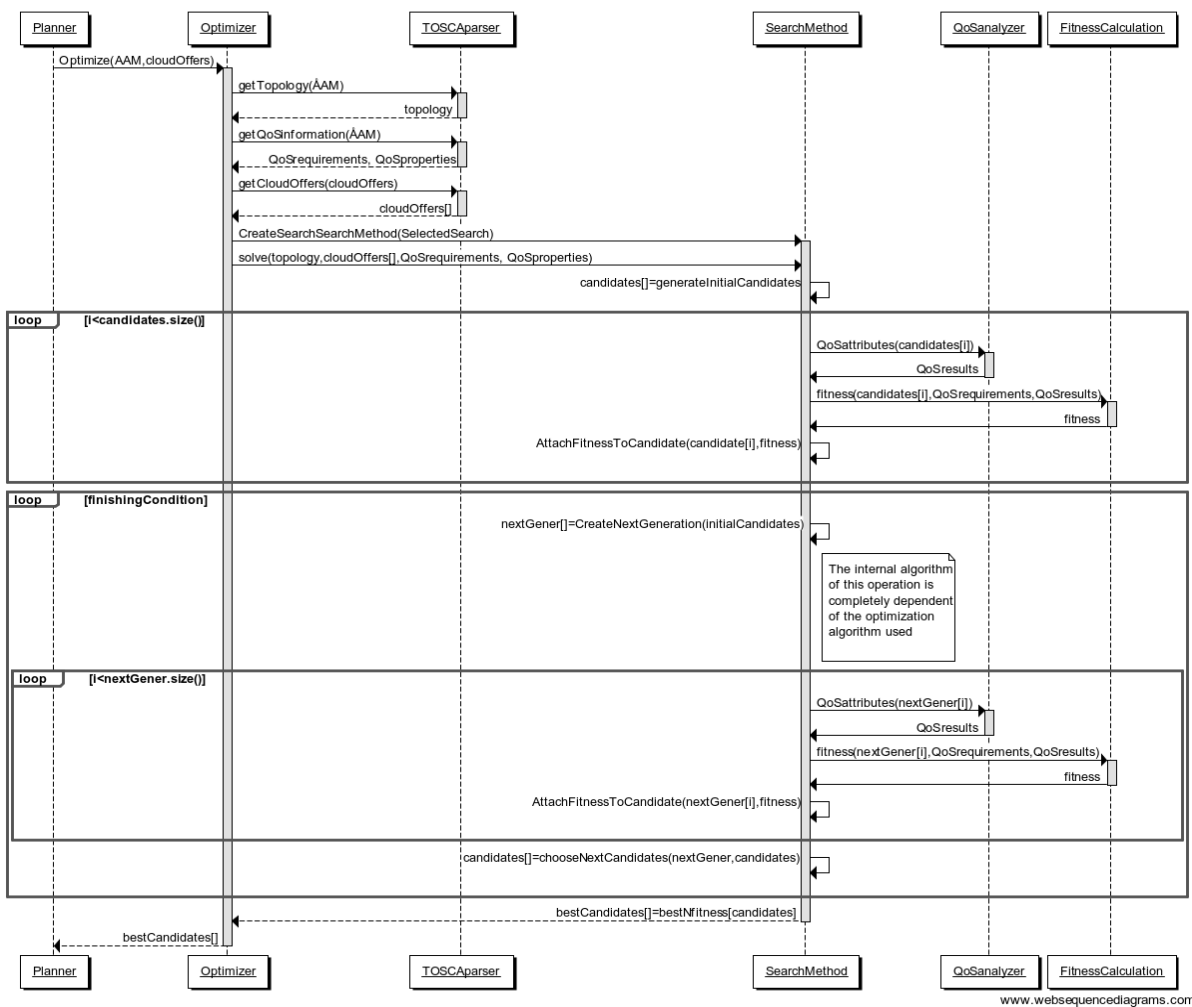 Planner Optimizer TOSCAparser SearchMethod QoSanalyzer FitnessCalculation
Optimize(AAM,cloudOffers)
getTopology(ÅAM)
topology
getQoSinformation(ÅAM)
QoSrequirements, QoSproperties
getCloudOffers(cloudOffers)
cloudOffers[]
CreateSearchSearchMethod(SelectedSearch)
solve(topology,cloudOffers[],QoSrequirements, QoSproperties)
candidates[]=generateInitialCandidates
loop [i<candidates.size()]
QoSattributes(candidates[i])
QoSresults
fitness(candidates[i],QoSrequirements,QoSresults)
fitness
AttachFitnessToCandidate(candidate[i],fitness)
loop [finishingCondition]
nextGener[]=CreateNextGeneration(initialCandidates)
The internal algorithm
of this operation is
completely dependent
of the optimization
algorithm used
loop [i<nextGener.size()]
QoSattributes(nextGener[i])
QoSresults
fitness(nextGener[i],QoSrequirements,QoSresults)
fitness
AttachFitnessToCandidate(nextGener[i],fitness)
candidates[]=chooseNextCandidates(nextGener,candidates)
bestCandidates[]=bestNfitness[candidates]
bestCandidates[]
Planner Optimizer TOSCAparser SearchMethod QoSanalyzer FitnessCalculation
www.websequencediagrams.com